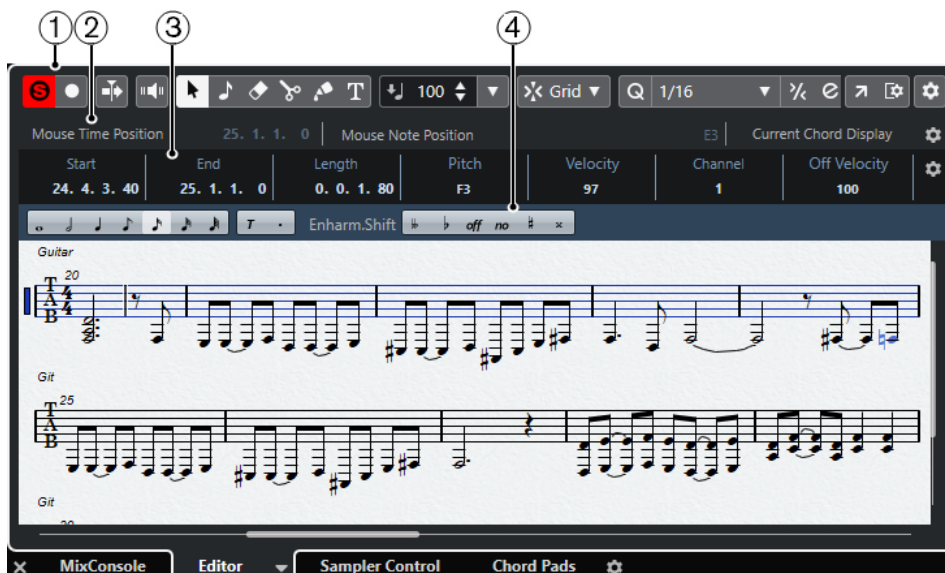 ① ② ③ ④
S T 100 Grid Q 1/16
Mouse Time Position 25. 1. 1. 0 Mouse Note Position E3 Current Chord Display
Start End Length Pitch Velocity Channel Off Velocity
24. 4. 3. 40 25. 1. 1. 0 0. 0. 1. 80 F3 97 1 100
T . Enharm.Shift off no
Guitar
20
T A B 4 4
Git
25
T A B
Git
MixConsole Editor Sampler Control Chord Pads